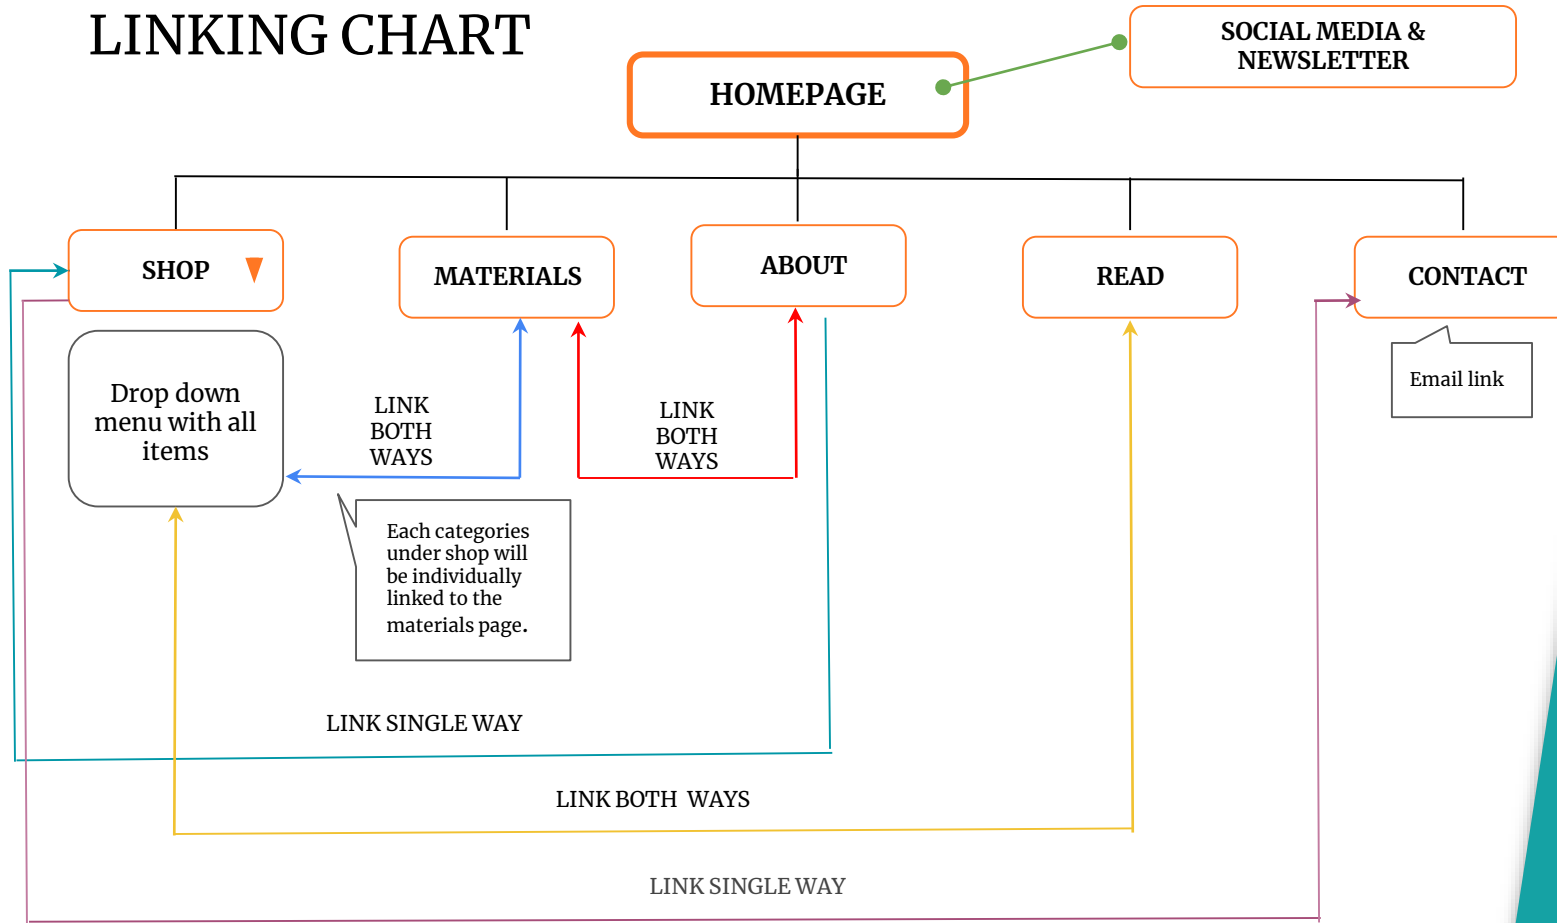 LINKING CHART
SOCIAL MEDIA &
NEWSLETTER
HOMEPAGE
SHOP
MATERIALS
ABOUT
READ
CONTACT
Drop down
menu with all
items
LINK
BOTH
WAYS
LINK
BOTH
WAYS
Email link
Each categories
under shop will
be individually
linked to the
materials page.
LINK SINGLE WAY
LINK BOTH  WAYS
LINK SINGLE WAY